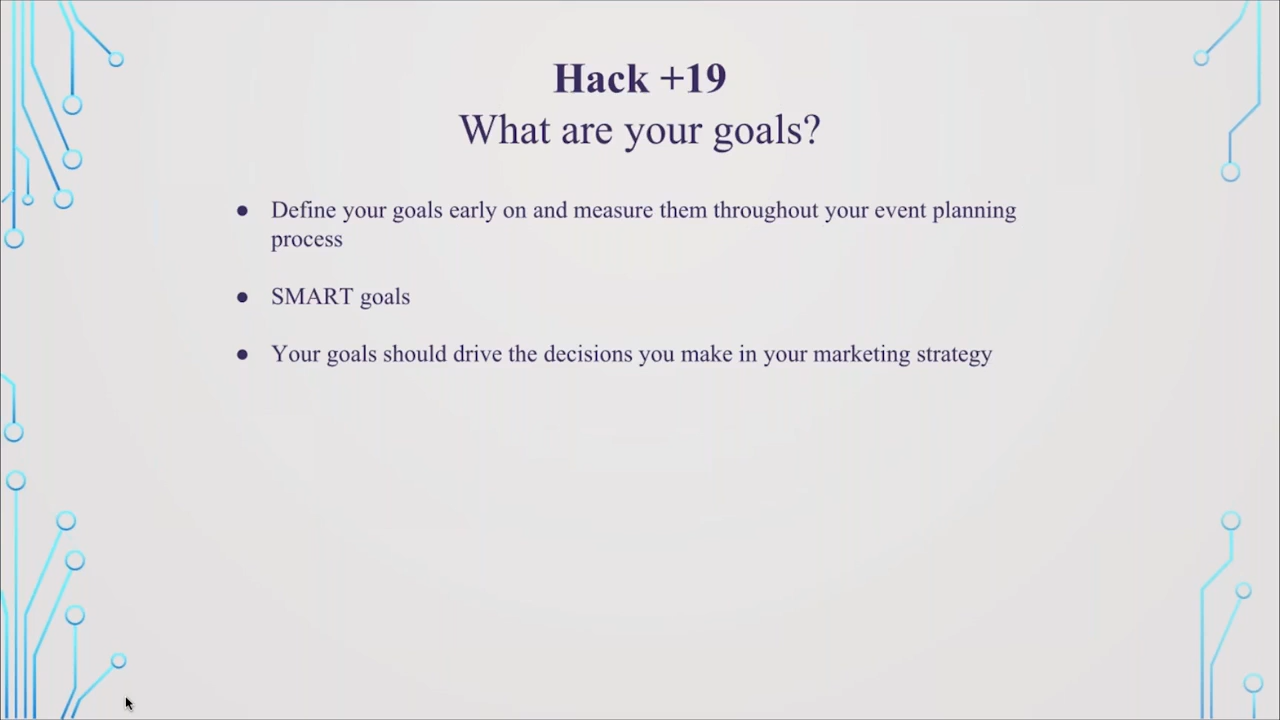 Hack +19
What are your goals?
● Define your goals early on and measure them throughout your event planning
process
● SMART goals
● Your goals should drive the decisions you make in your marketing strategy